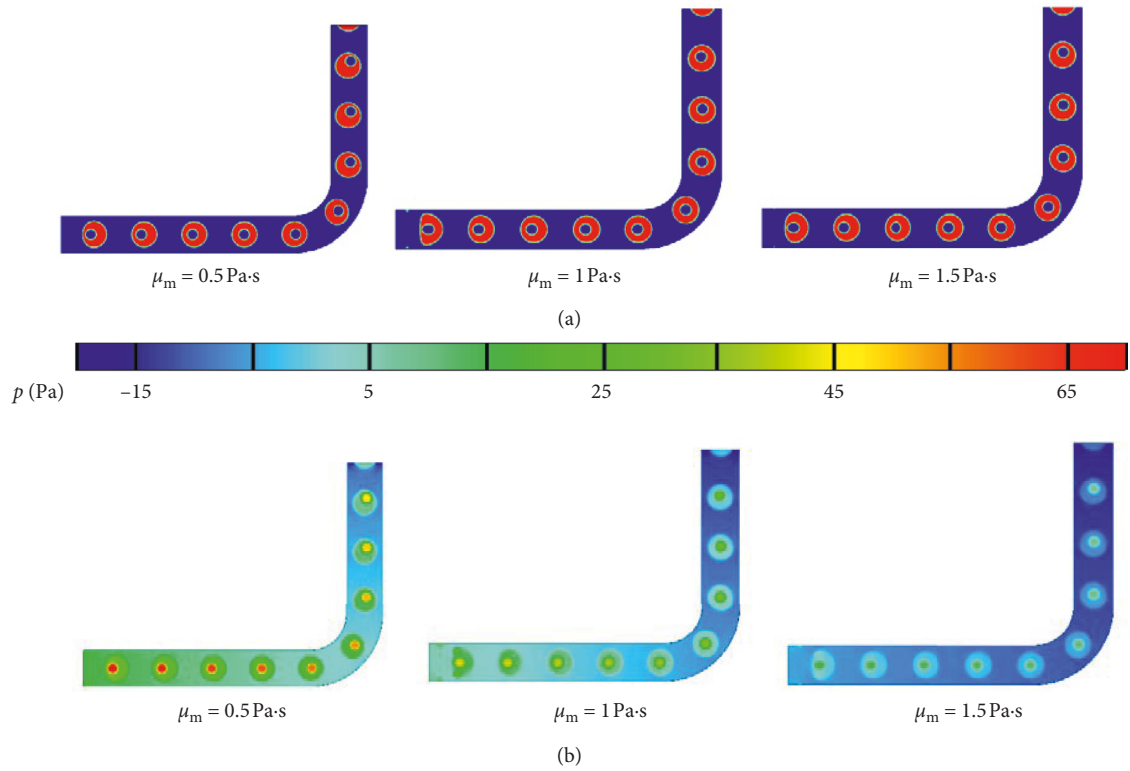 μm = 0.5 Pa·s
μm = 1 Pa·s
μm = 1.5 Pa·s
(a)
p (Pa) –15 5 25 45 65
μm = 0.5 Pa·s
μm = 1 Pa·s
μm = 1.5 Pa·s
(b)